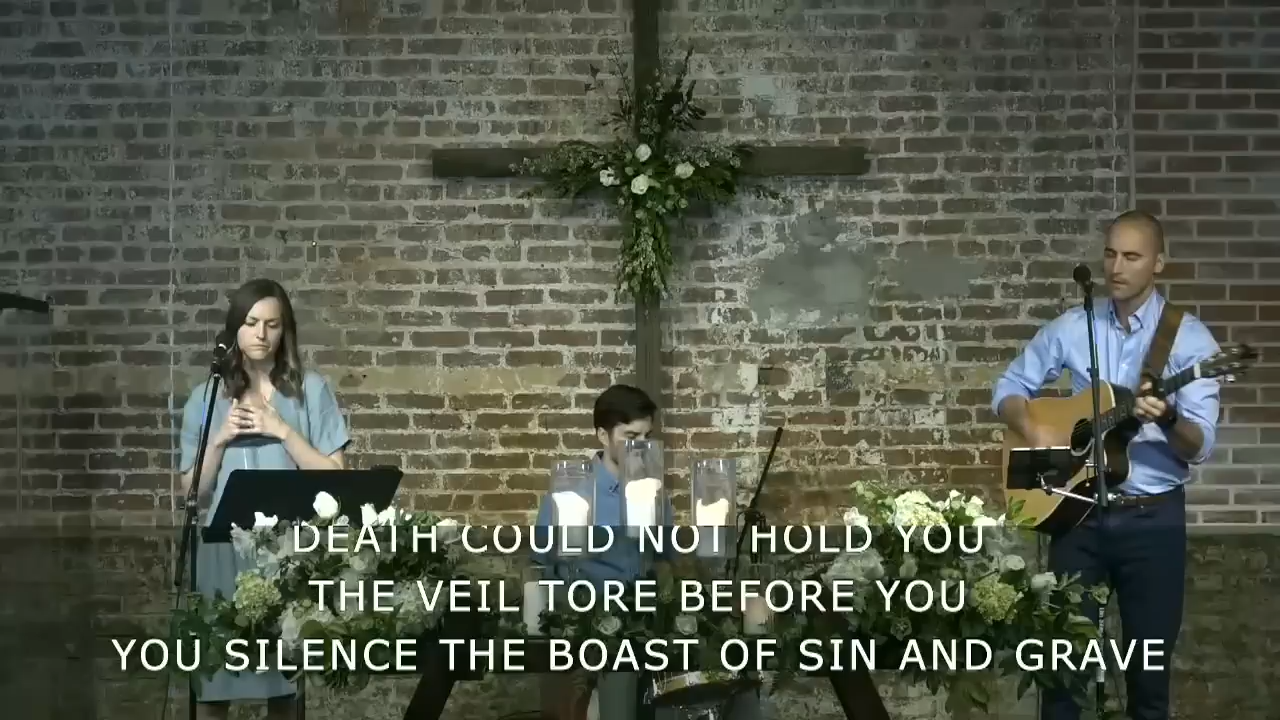 DEATH COULD NOT HOLD YOU
THE VEIL TORE BEFORE YOU
YOU SILENCE THE BOAST OF SIN AND GRAVE